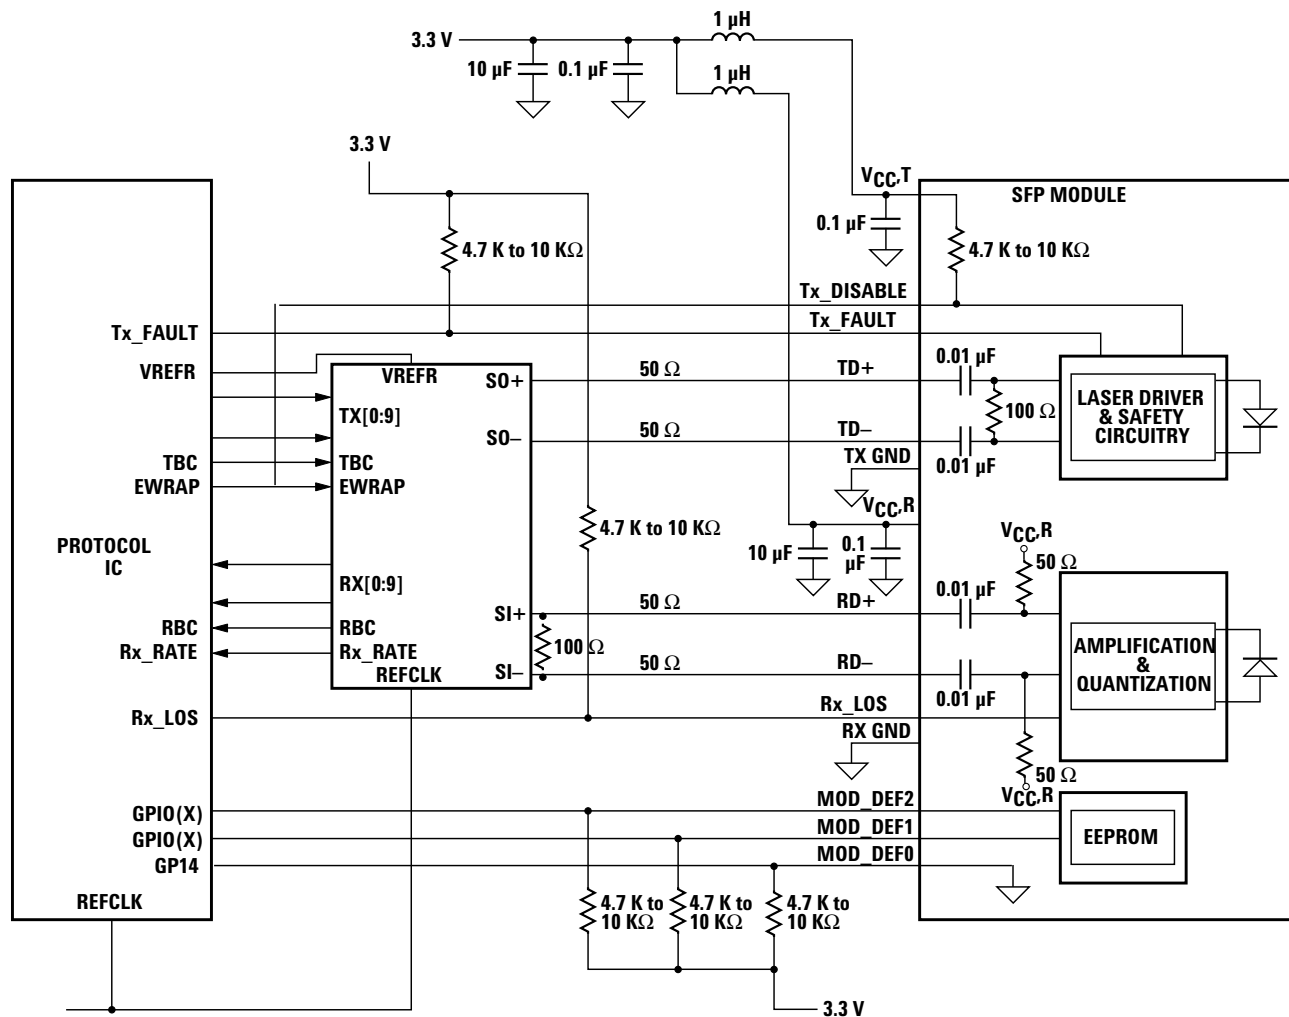 1 µH
3.3 V
10 µF
0.1 µF
1 µH
3.3 V
VCC,T
SFP MODULE
0.1 µF
4.7 K to 10 KΩ
4.7 K to 10 KΩ
Tx_DISABLE
Tx_FAULT
Tx_FAULT
VREFR
VREFR
SO+
50 Ω
TD+
0.01 µF
TX[0:9]
100 Ω
LASER DRIVER
& SAFETY
CIRCUITRY
SO–
50 Ω
TD–
TX GND
0.01 µF
TBC
TBC
EWRAP
EWRAP
VCC,R
4.7 K to 10 KΩ
10 µF
0.1
µF
VCC,R
50 Ω
PROTOCOL
IC
RX[0:9]
SI+
50 Ω
RD+
0.01 µF
RBC
RBC
100 Ω
Rx_RATE
Rx_RATE
REFCLK
SI–
50 Ω
RD–
0.01 µF
AMPLIFICATION
&
QUANTIZATION
Rx_LOS
Rx_LOS
RX GND
50 Ω
VCC,R
GPIO(X)
MOD_DEF2
GPIO(X)
MOD_DEF1
EEPROM
GP14
MOD_DEF0
REFCLK
4.7 K to
10 KΩ
4.7 K to
10 KΩ
4.7 K to
10 KΩ
3.3 V